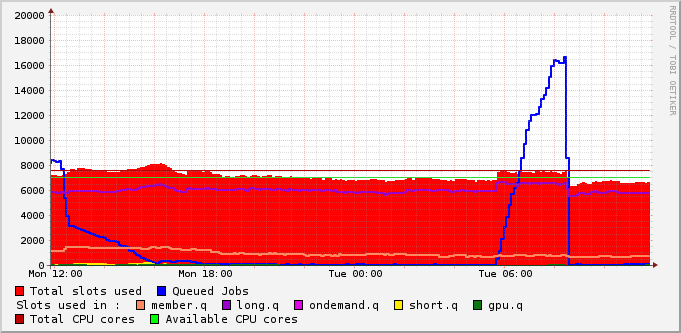 20000
18000
16000
14000
12000
10000
8000
6000
4000
2000
0
Mon 12:00 Mon 18:00 Tue 00:00 Tue 06:00
Total slots used Queued Jobs
Slots used in : member.q long.q ondemand.q short.q gpu.q
Total CPU cores Available CPU cores
RRDTOOL / TOBI OETIKER